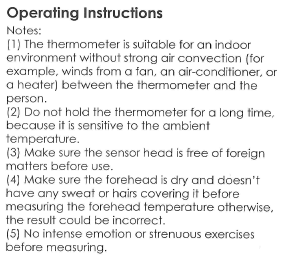 Operating Instructions
Notes:
(1) The thermometer is suitable for an indoor
environment without strong air convection (for
example, winds from a fan, an air-conditioner, or
a heater) between the thermometer and the
person.
(2) Do not hold the thermometer for a long time,
because it is sensitive to the ambient
temperature.
(3) Make sure the sensor head is free of foreign
matters before use.
(4) Make sure the forehead is dry and doesn't
have any sweat or hairs covering it before
measuring the forehead temperature otherwise,
the result could be incorrect.
(5) No intense emotion or strenuous exercises
before measuring.